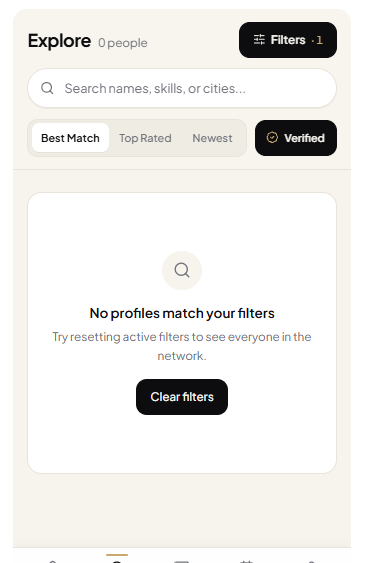 Explore 0 people
Filters · 1
Search names, skills, or cities...
Best Match Top Rated Newest Verified
No profiles match your filters
Try resetting active filters to see everyone in the
network.
Clear filters